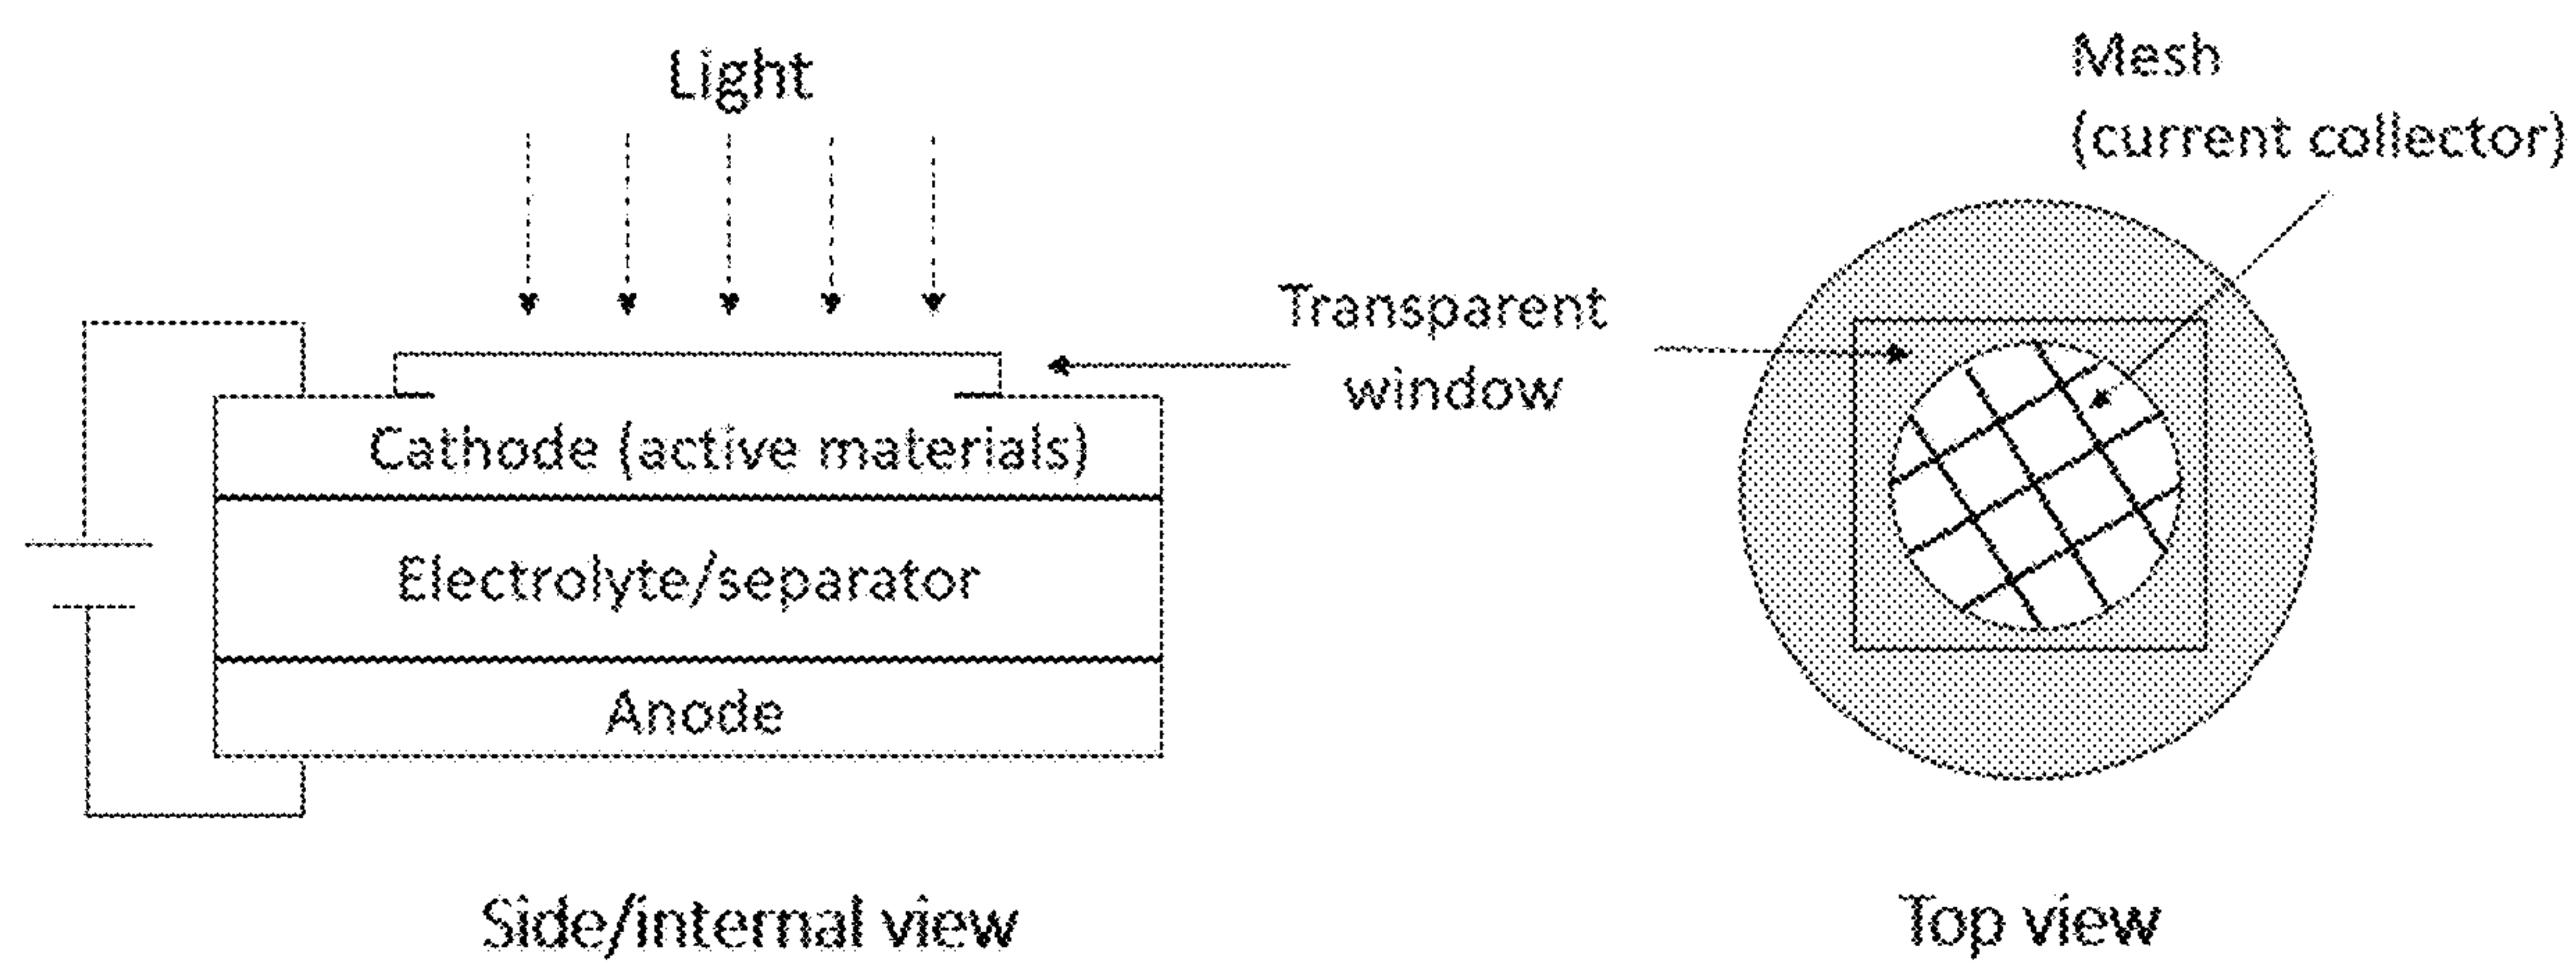 Light
Mesh
(current collector)
Transparent
window
Cathode (active materials)
Electrolyte/separator
Anode
Side/internal view
Top view